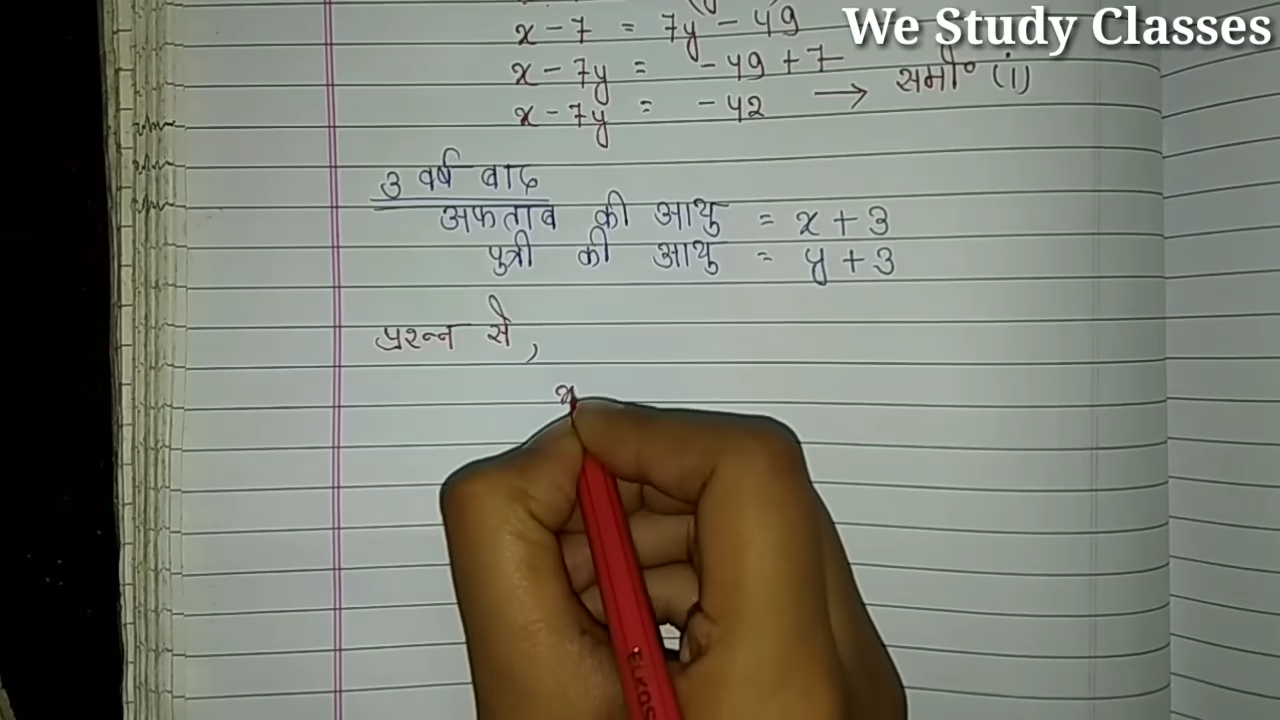 We Study Classes
x - 7 = 7y - 49
x - 7y = - 49 + 7
x - 7y = - 42 → समी० (i)
3 वर्ष बाद
अफताब की आयु = x + 3
पुत्री की आयु = y + 3
प्रश्न से,
x
ELKOS